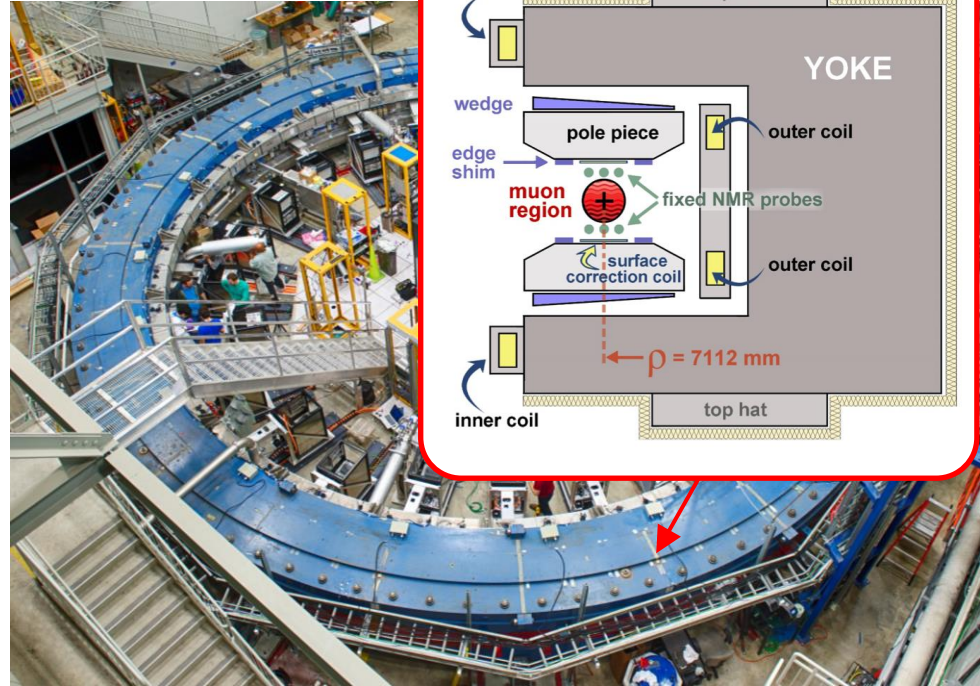 YOKE
wedge
pole piece
outer coil
edge
shim
muon
region
fixed NMR probes
surface
correction coil
outer coil
ρ = 7112 mm
inner coil
top hat